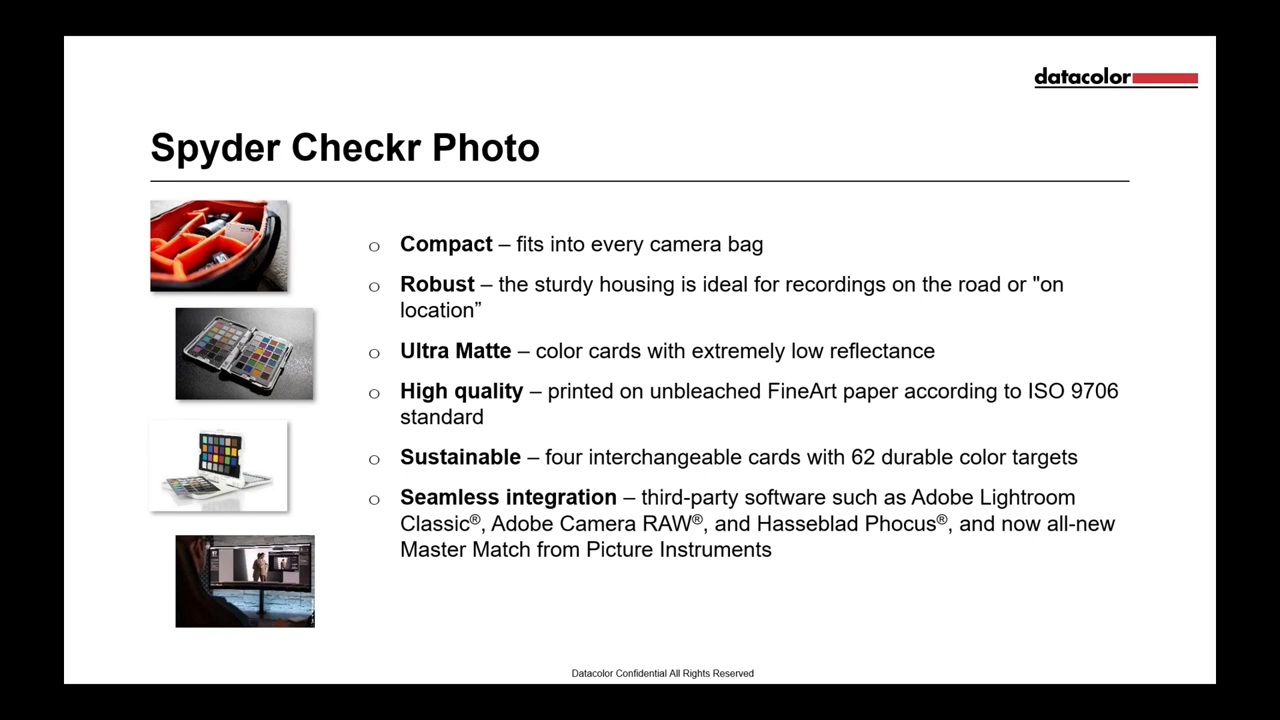 datacolor
Spyder Checkr Photo
o Compact – fits into every camera bag
o Robust – the sturdy housing is ideal for recordings on the road or "on
location”
o Ultra Matte – color cards with extremely low reflectance
o High quality – printed on unbleached FineArt paper according to ISO 9706
standard
o Sustainable – four interchangeable cards with 62 durable color targets
o Seamless integration – third-party software such as Adobe Lightroom
Classic®, Adobe Camera RAW®, and Hasseblad Phocus®, and now all-new
Master Match from Picture Instruments
Datacolor Confidential All Rights Reserved